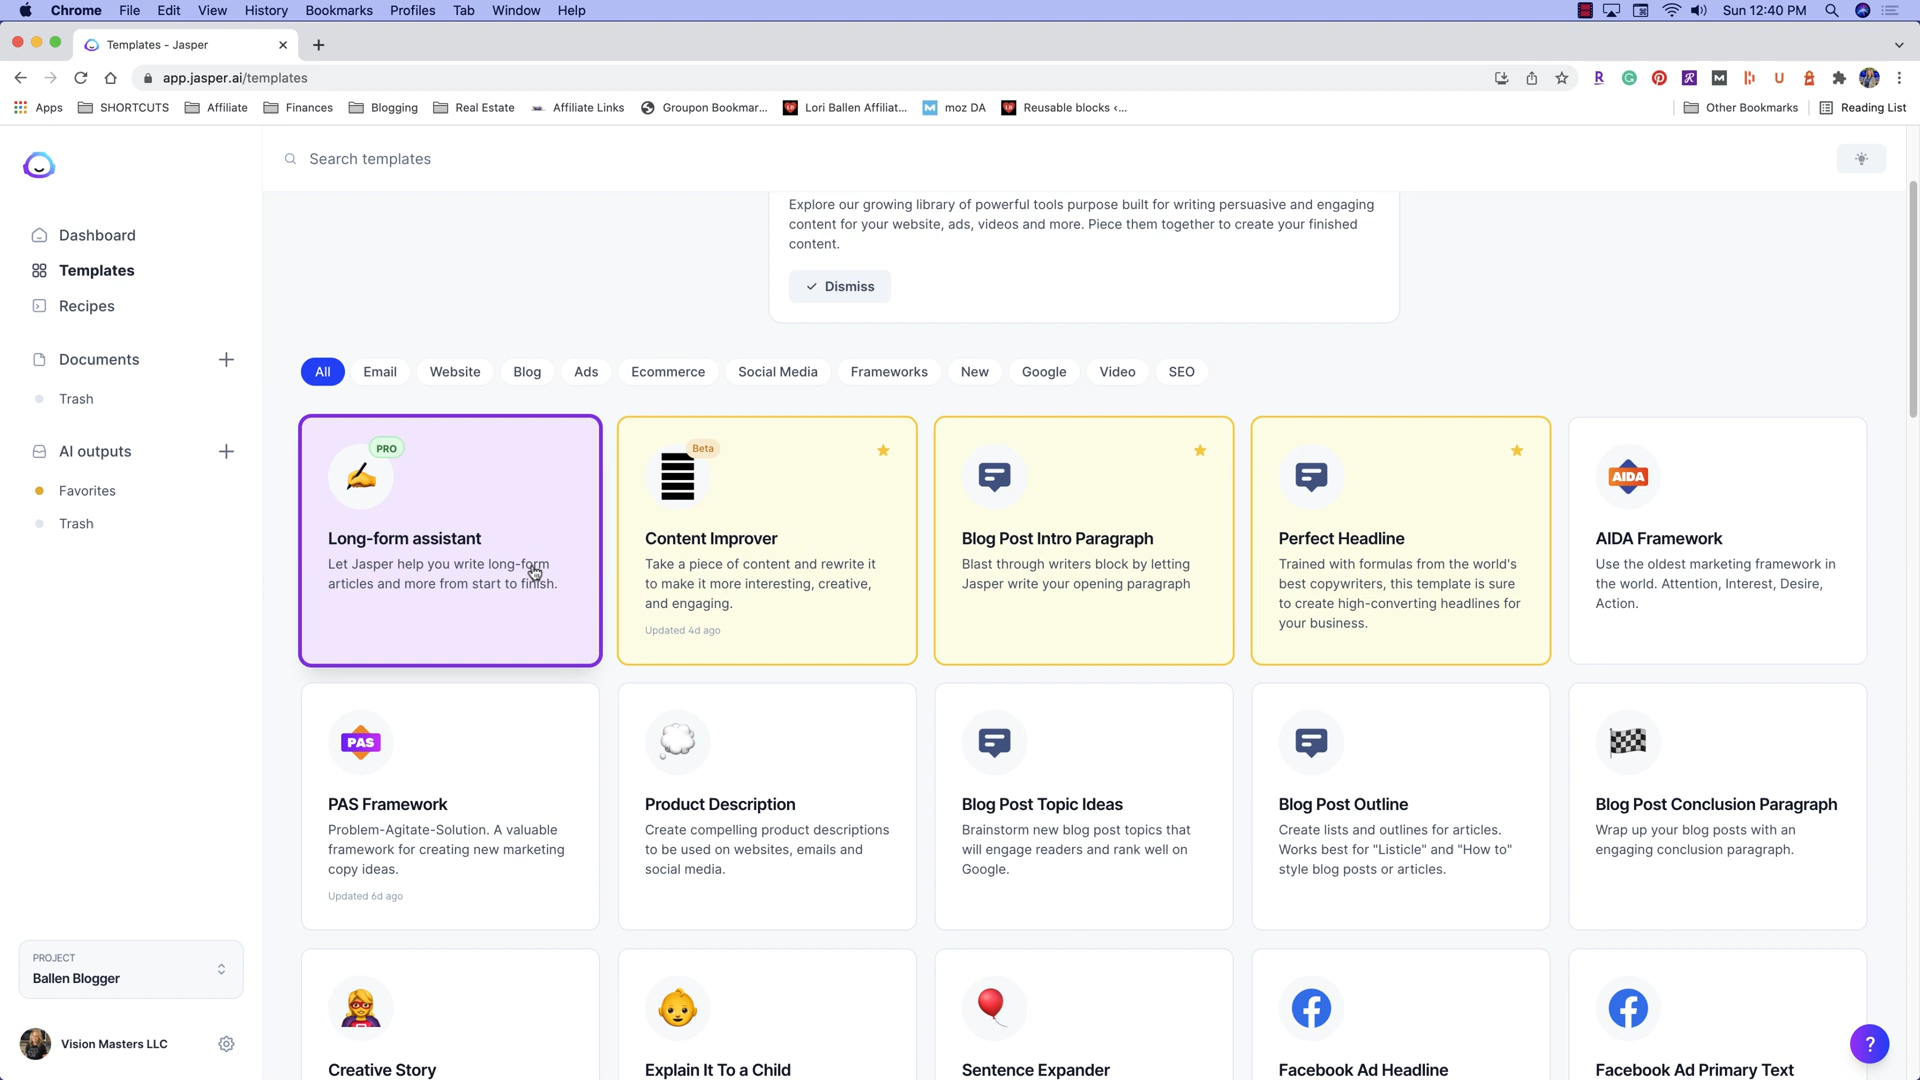 Chrome File Edit View History Bookmarks Profiles Tab Window Help
Sun 12:40 PM
Templates - Jasper
app.jasper.ai/templates
Apps SHORTCUTS Affiliate Finances Blogging Real Estate Affiliate Links Groupon Bookmar... Lori Ballen Affiliat... moz DA Reusable blocks ‹...
Other Bookmarks Reading List
Search templates
Dashboard
Templates
Recipes
Documents
Trash
AI outputs
Favorites
Trash
PROJECT
Ballen Blogger
Vision Masters LLC
Explore our growing library of powerful tools purpose built for writing persuasive and engaging
content for your website, ads, videos and more. Piece them together to create your finished
content.
Dismiss
All Email Website Blog Ads Ecommerce Social Media Frameworks New Google Video SEO
PRO
Long-form assistant
Let Jasper help you write long-form
articles and more from start to finish.
Beta
Content Improver
Take a piece of content and rewrite it
to make it more interesting, creative,
and engaging.
Updated 4d ago
Blog Post Intro Paragraph
Blast through writers block by letting
Jasper write your opening paragraph
Perfect Headline
Trained with formulas from the world's
best copywriters, this template is sure
to create high-converting headlines for
your business.
AIDA
AIDA Framework
Use the oldest marketing framework in
the world. Attention, Interest, Desire,
Action.
PAS
PAS Framework
Problem-Agitate-Solution. A valuable
framework for creating new marketing
copy ideas.
Updated 6d ago
Product Description
Create compelling product descriptions
to be used on websites, emails and
social media.
Blog Post Topic Ideas
Brainstorm new blog post topics that
will engage readers and rank well on
Google.
Blog Post Outline
Create lists and outlines for articles.
Works best for "Listicle" and "How to"
style blog posts or articles.
Blog Post Conclusion Paragraph
Wrap up your blog posts with an
engaging conclusion paragraph.
Creative Story
Explain It To a Child
Sentence Expander
Facebook Ad Headline
Facebook Ad Primary Text
?